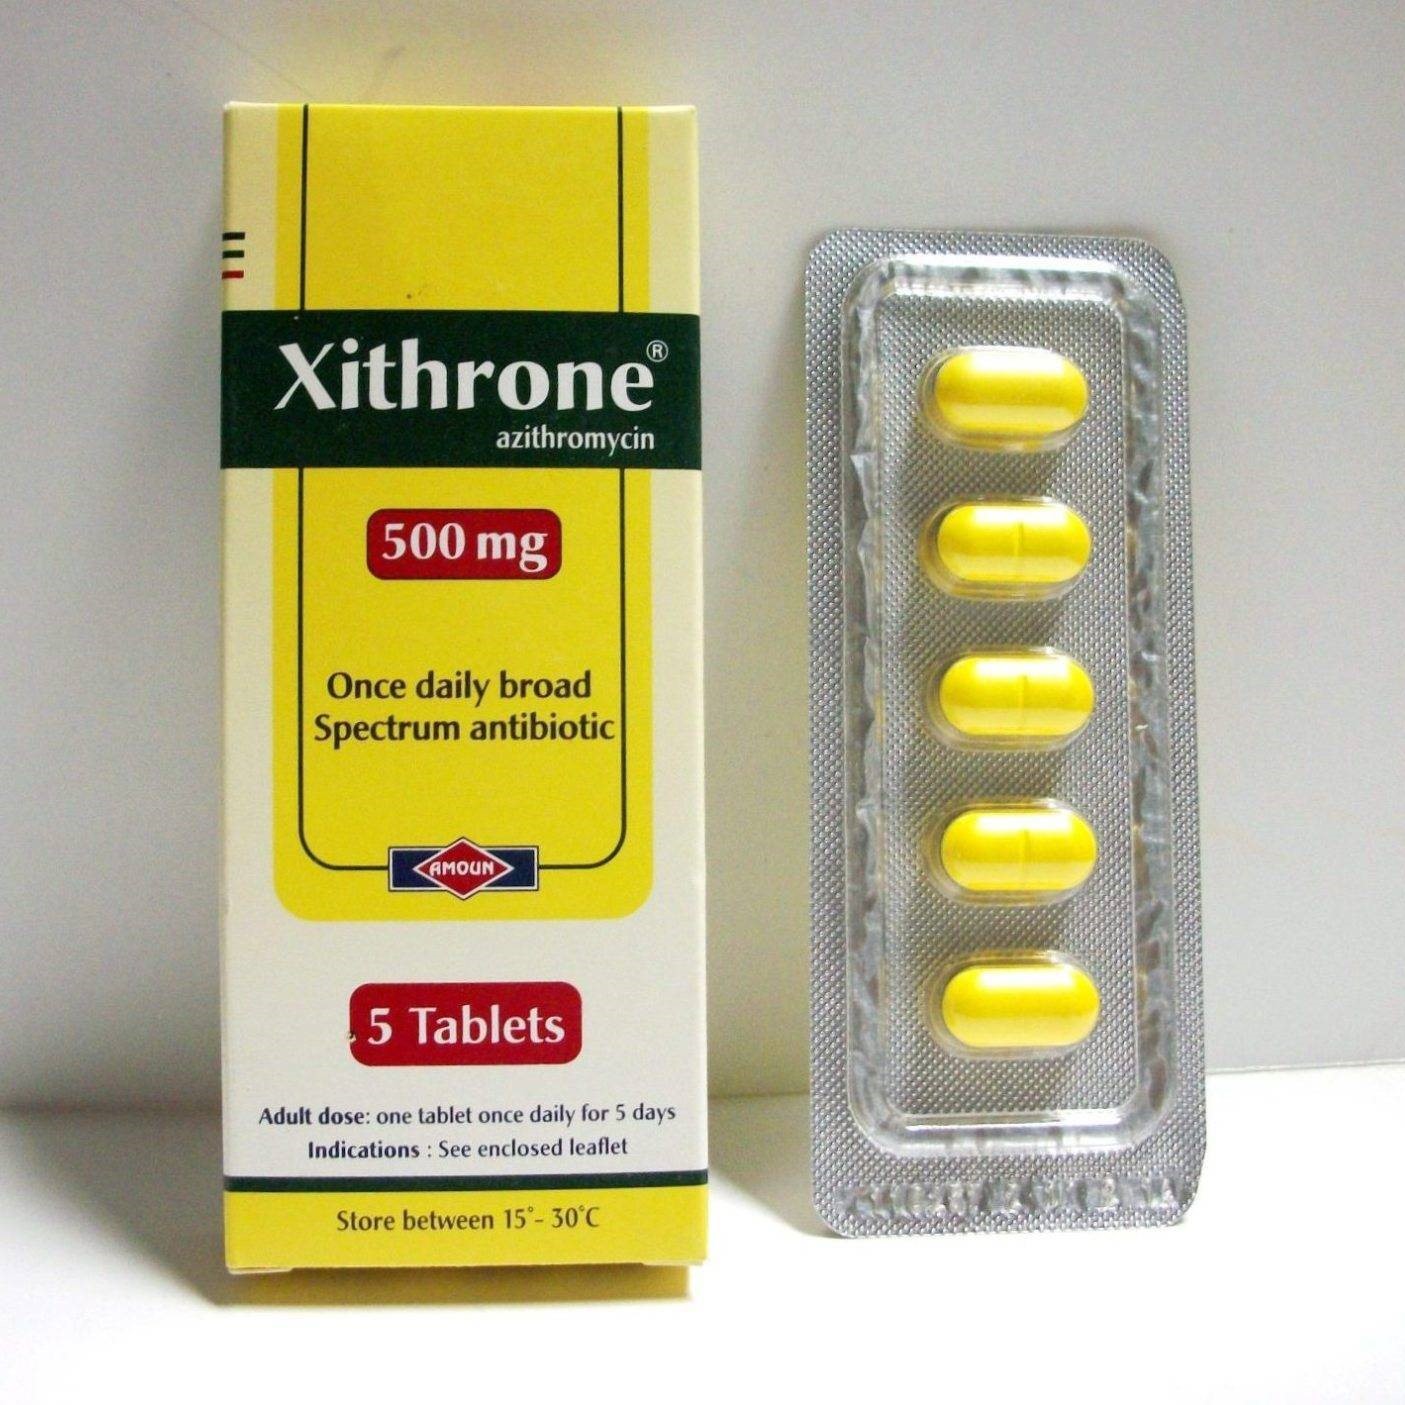 Xithrone®
azithromycin
500 mg
Once daily broad
Spectrum antibiotic
AMOUN
5 Tablets
Adult dose: one tablet once daily for 5 days
Indications : See enclosed leaflet
Store between 15°- 30°C